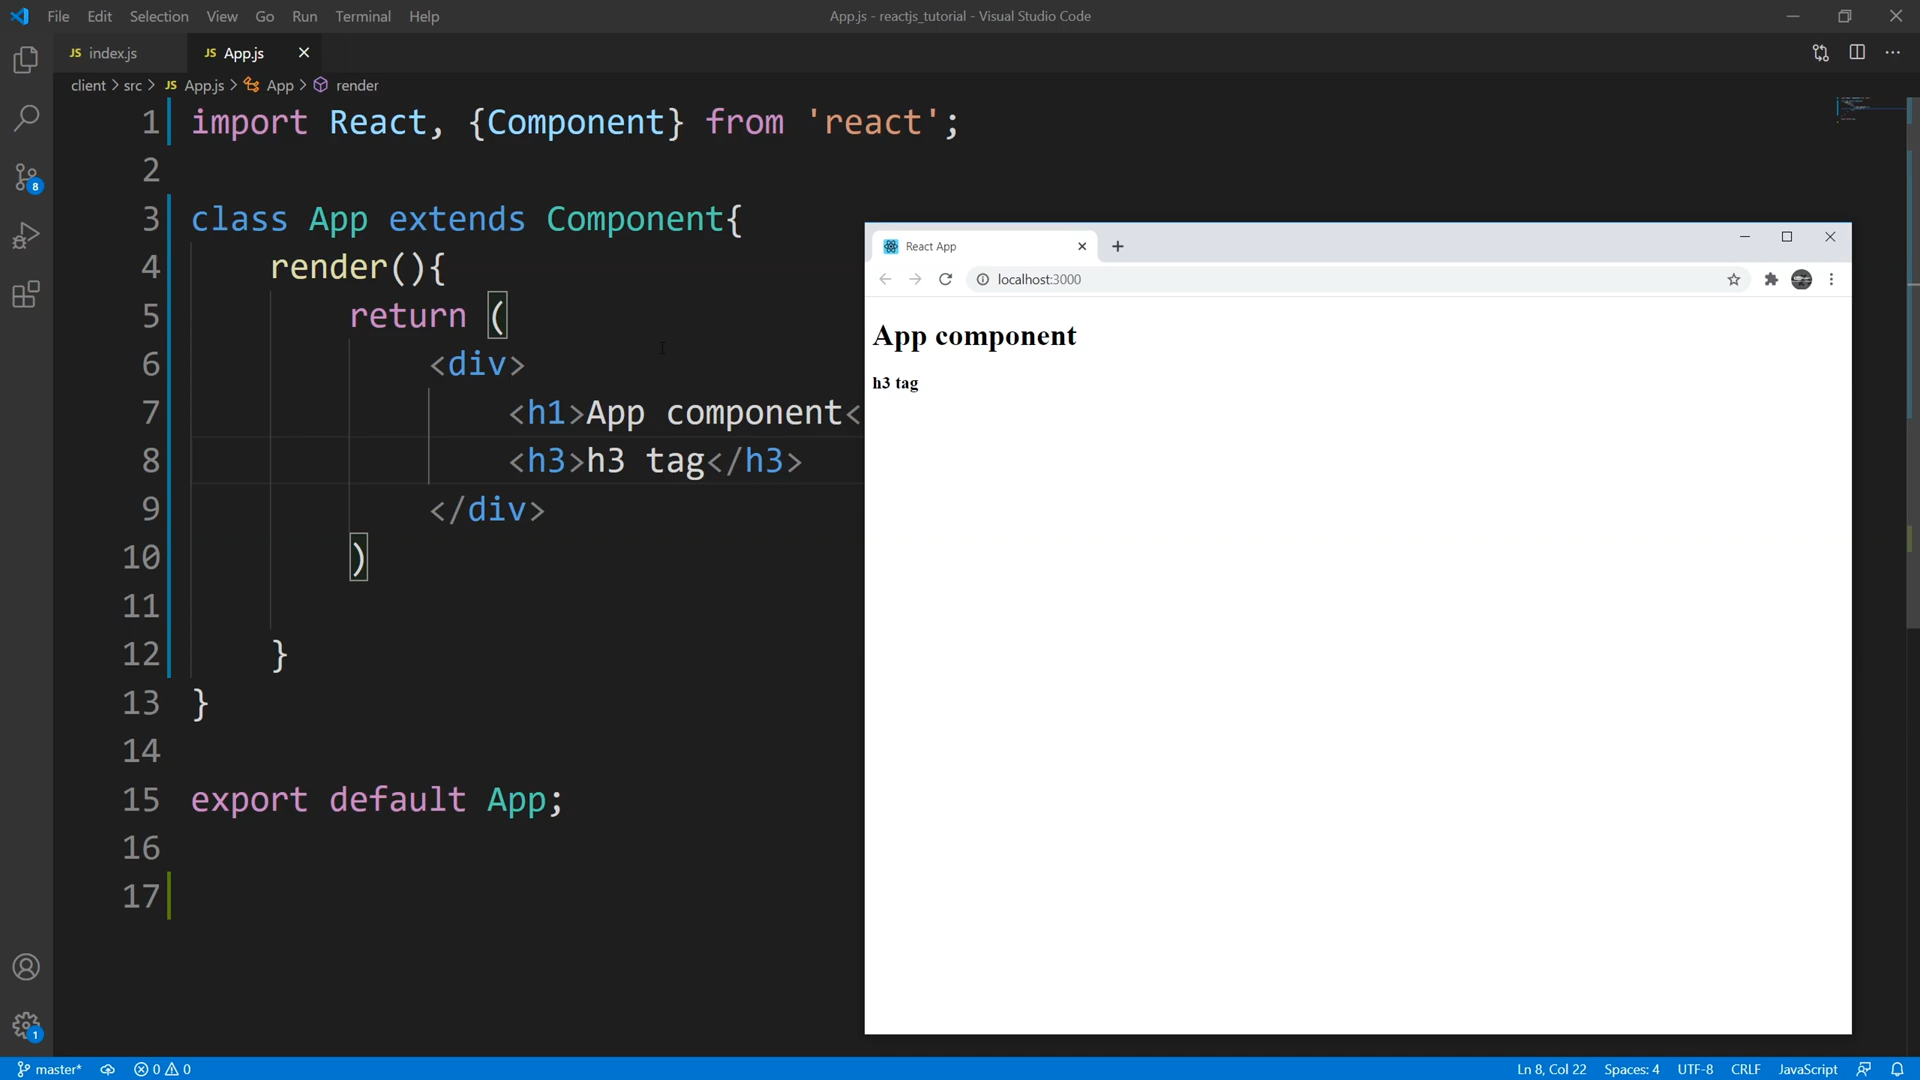 File Edit Selection View Go Run Terminal Help
App.js - reactjs_tutorial - Visual Studio Code
JS index.js
JS App.js
client > src > JS App.js > App > render
1 import React, {Component} from 'react';
2
3 class App extends Component{
4 render(){
5 return (
6 <div>
7 <h1>App component<
8 <h3>h3 tag</h3>
9 </div>
10 )
11
12 }
13 }
14
15 export default App;
16
17
8
1
React App
localhost:3000
App component
h3 tag
master* 0 0
Ln 8, Col 22 Spaces: 4 UTF-8 CRLF JavaScript